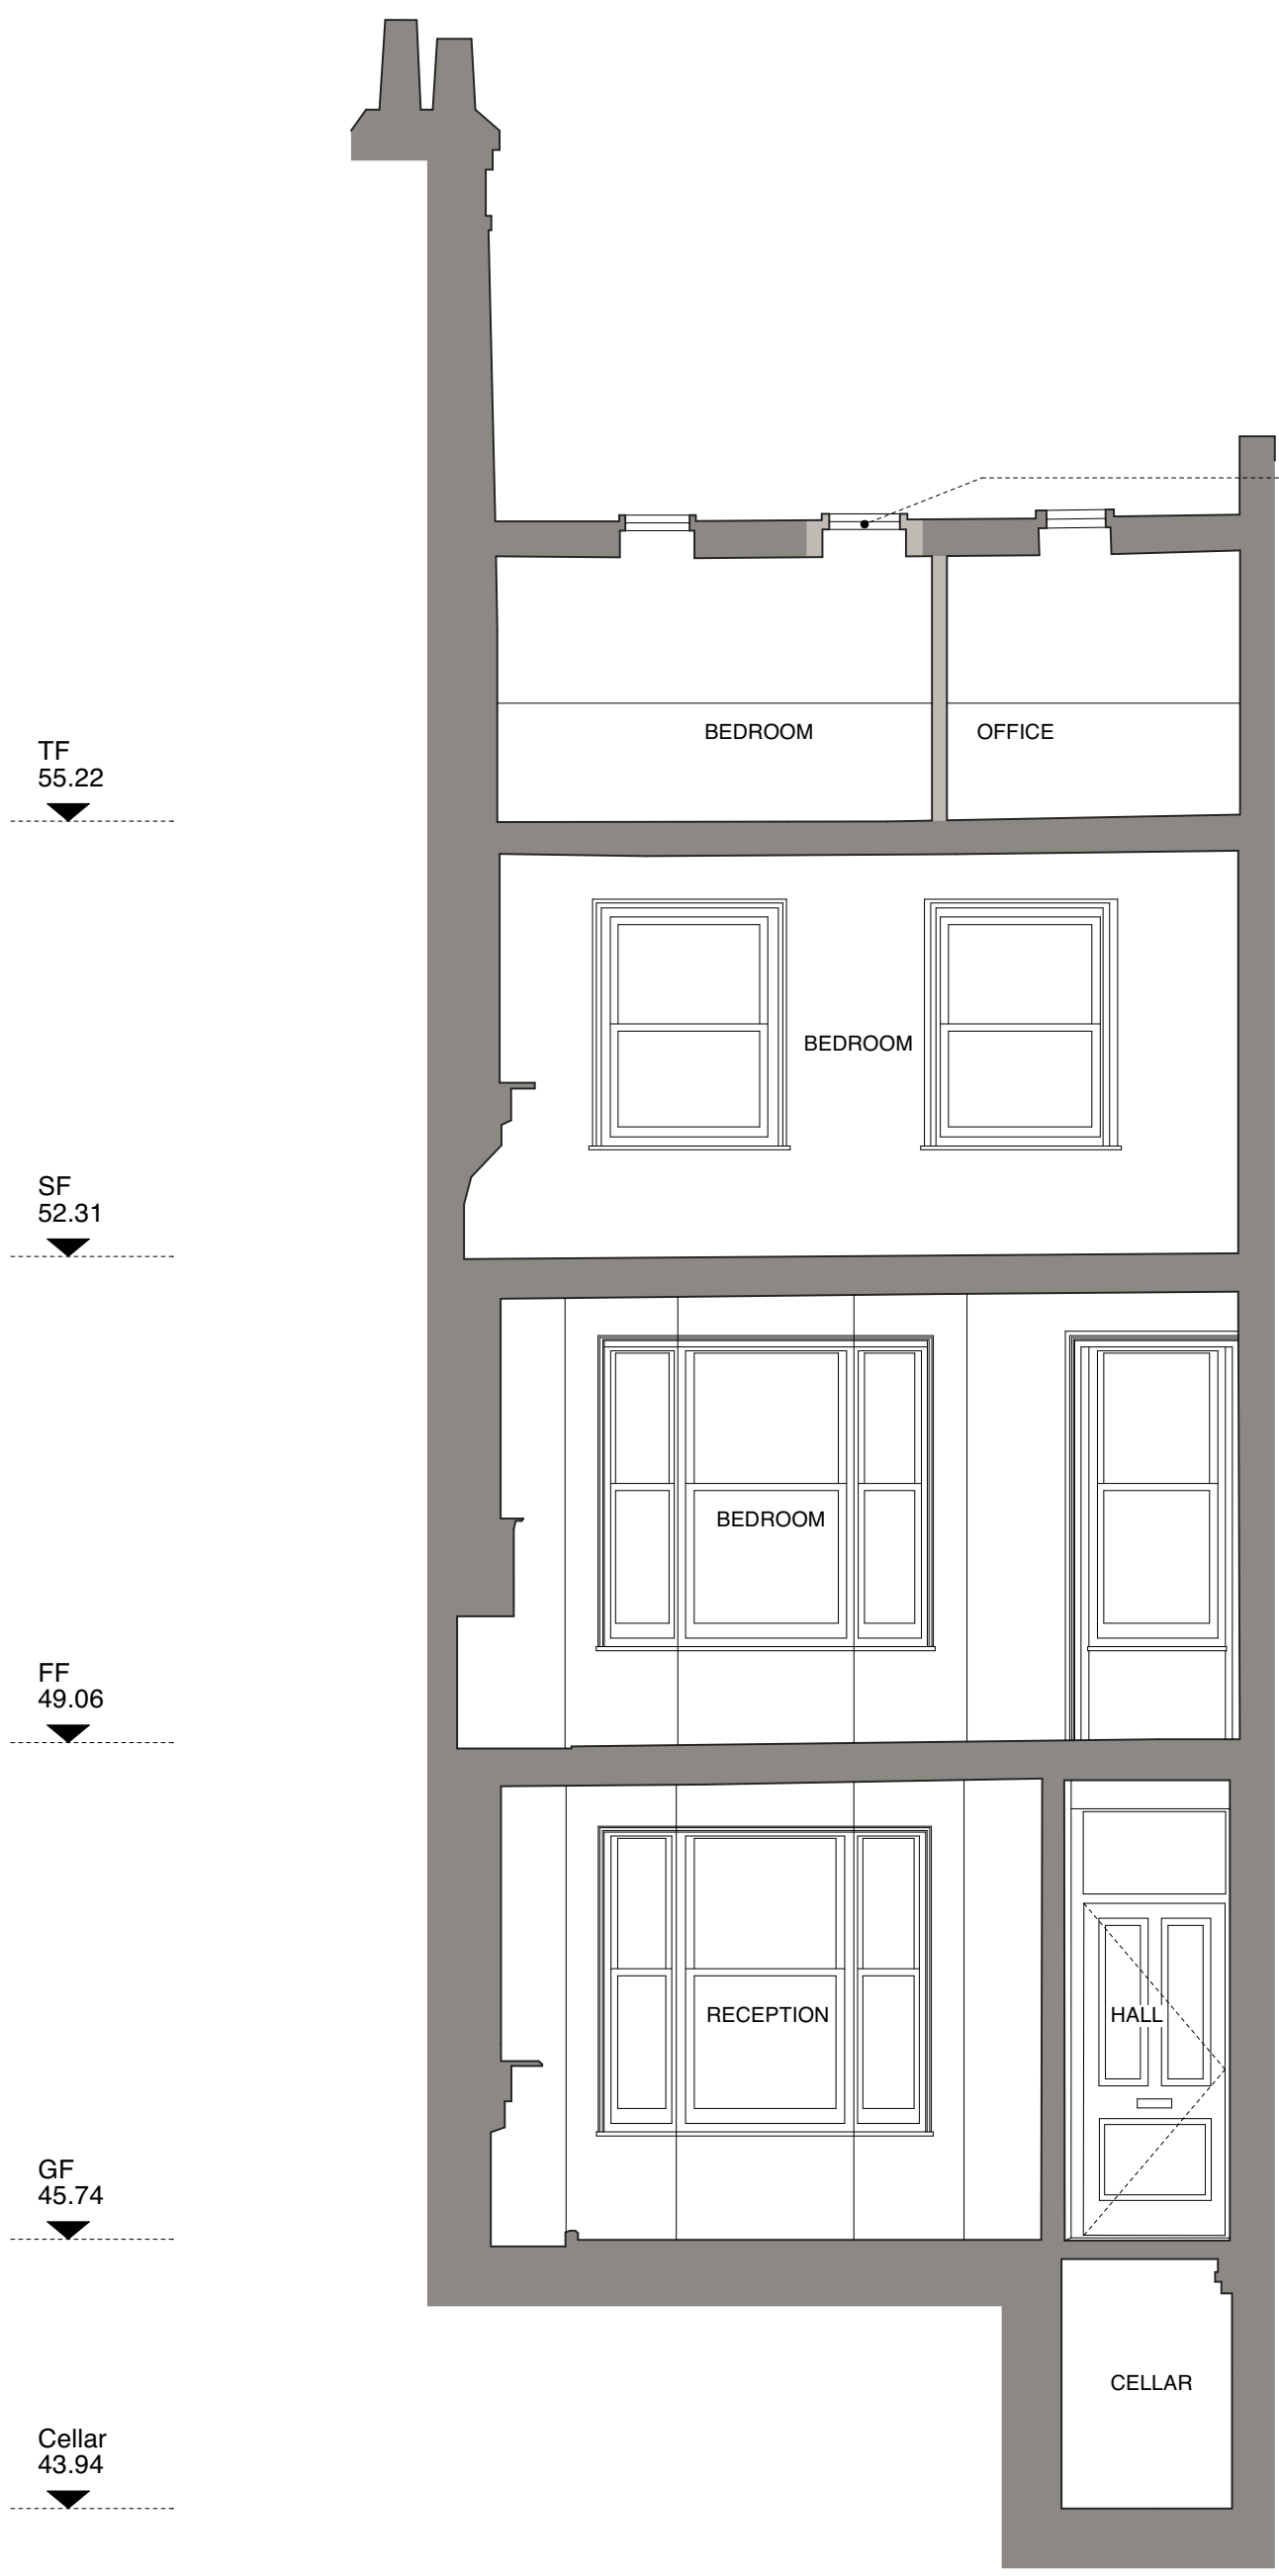 BEDROOM
OFFICE
TF
55.22
BEDROOM
SF
52.31
BEDROOM
FF
49.06
RECEPTION
HALL
GF
45.74
CELLAR
Cellar
43.94